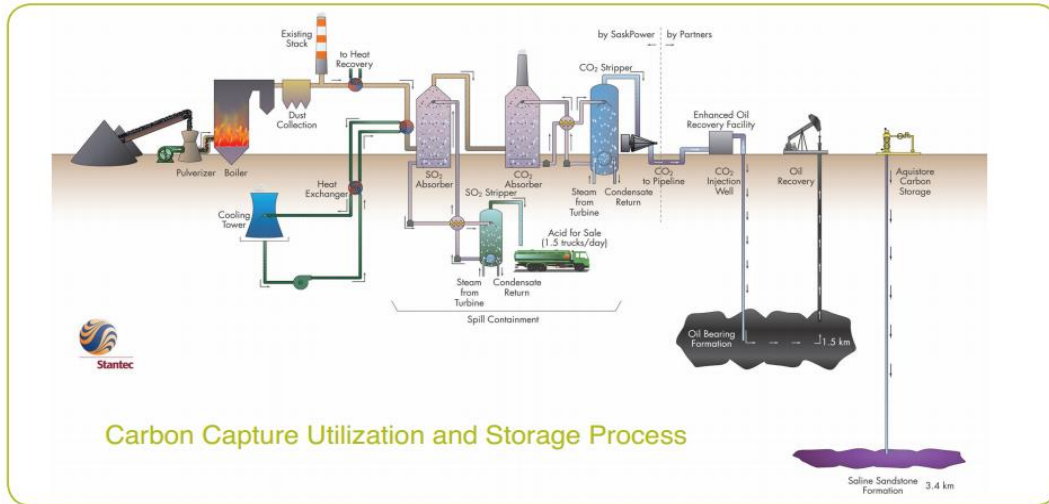 Existing
Stack
to Heat
Recovery
by SaskPower
by Partners
CO₂ Stripper
Dust
Collection
Enhanced Oil
Recovery Facility
Pulverizer
Boiler
Heat
Exchanger
SO₂
Absorber
CO₂
Absorber
SO₂ Stripper
Steam
from
Turbine
Condensate
Return
CO₂
to Pipeline
CO₂
Injection
Well
Oil
Recovery
Aquistore
Carbon
Storage
Cooling
Tower
Acid for Sale
(1.5 trucks/day)
Steam
from
Turbine
Condensate
Return
Spill Containment
Oil Bearing
Formation
1.5 km
Stantec
Carbon Capture Utilization and Storage Process
Saline Sandstone
Formation
3.4 km